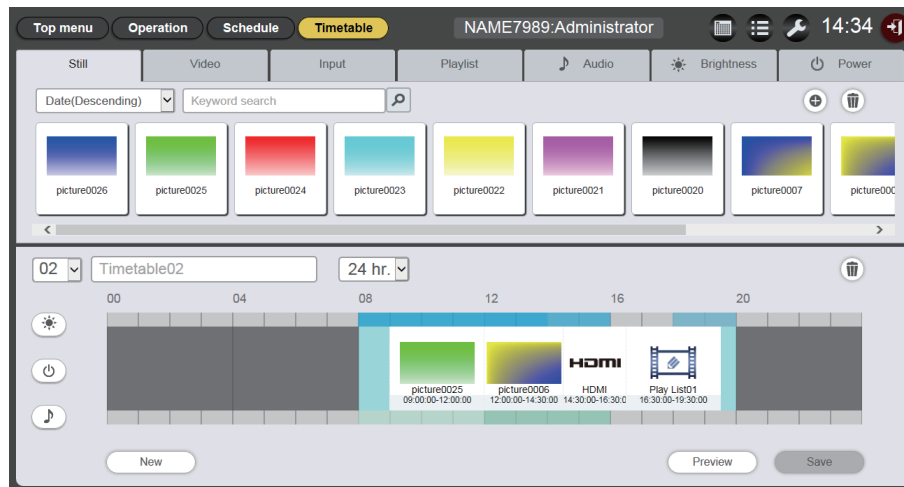 Top menu Operation Schedule Timetable NAME7989:Administrator 14:34
Still Video Input Playlist Audio Brightness Power
Date(Descending) Keyword search
picture0026 picture0025 picture0024 picture0023 picture0022 picture0021 picture0020 picture0007 picture000
02 Timetable02 24 hr.
00 04 08 12 16 20
HDMI
picture0025 picture0006 HDMI Play List01
09:00:00-12:00:00 12:00:00-14:30:00 14:30:00-16:30:0 16:30:00-19:30:00
New Preview Save